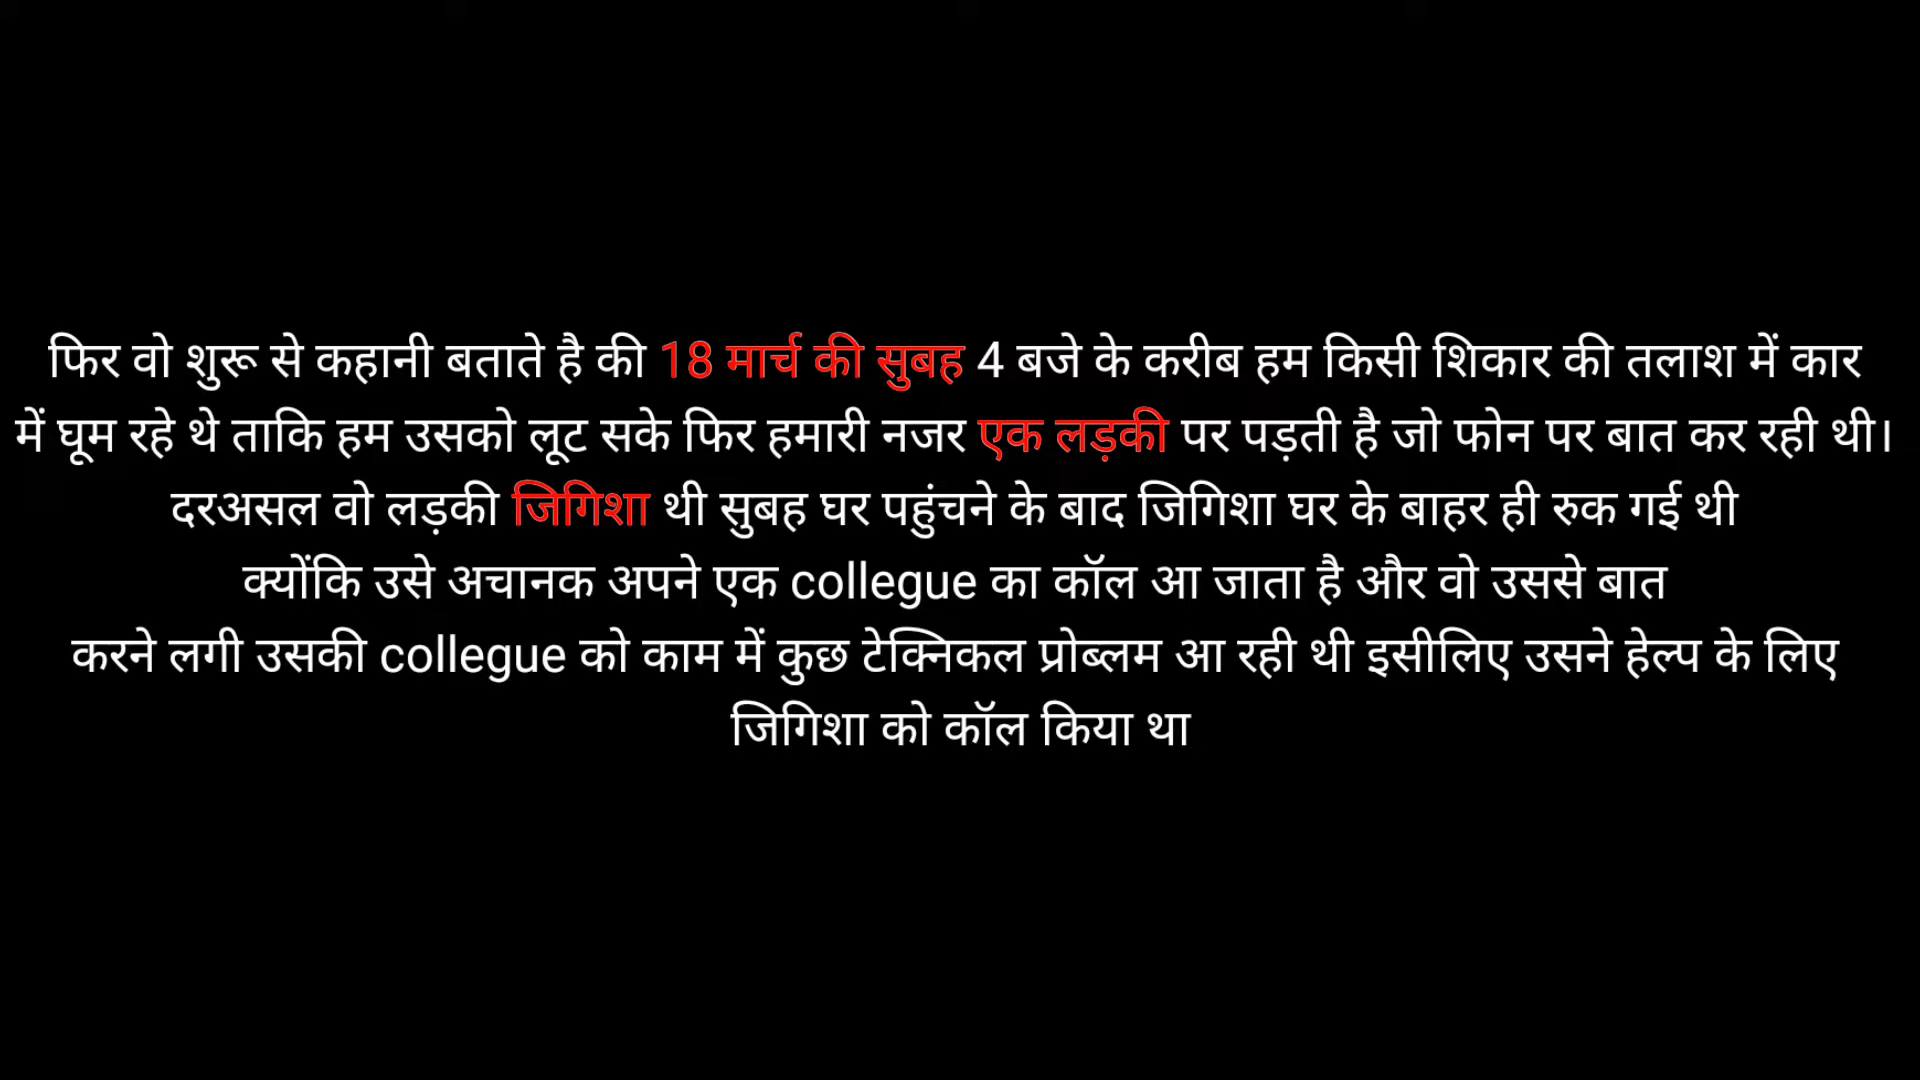 फिर वो शुरू से कहानी बताते है की 18 मार्च की सुबह 4 बजे के करीब हम किसी शिकार की तलाश में कार
में घूम रहे थे ताकि हम उसको लूट सके फिर हमारी नजर एक लड़की पर पड़ती है जो फोन पर बात कर रही थी।
दरअसल वो लड़की जिगिशा थी सुबह घर पहुंचने के बाद जिगिशा घर के बाहर ही रुक गई थी
क्योंकि उसे अचानक अपने एक collegue का कॉल आ जाता है और वो उससे बात
करने लगी उसकी collegue को काम में कुछ टेक्निकल प्रोब्लम आ रही थी इसीलिए उसने हेल्प के लिए
जिगिशा को कॉल किया था